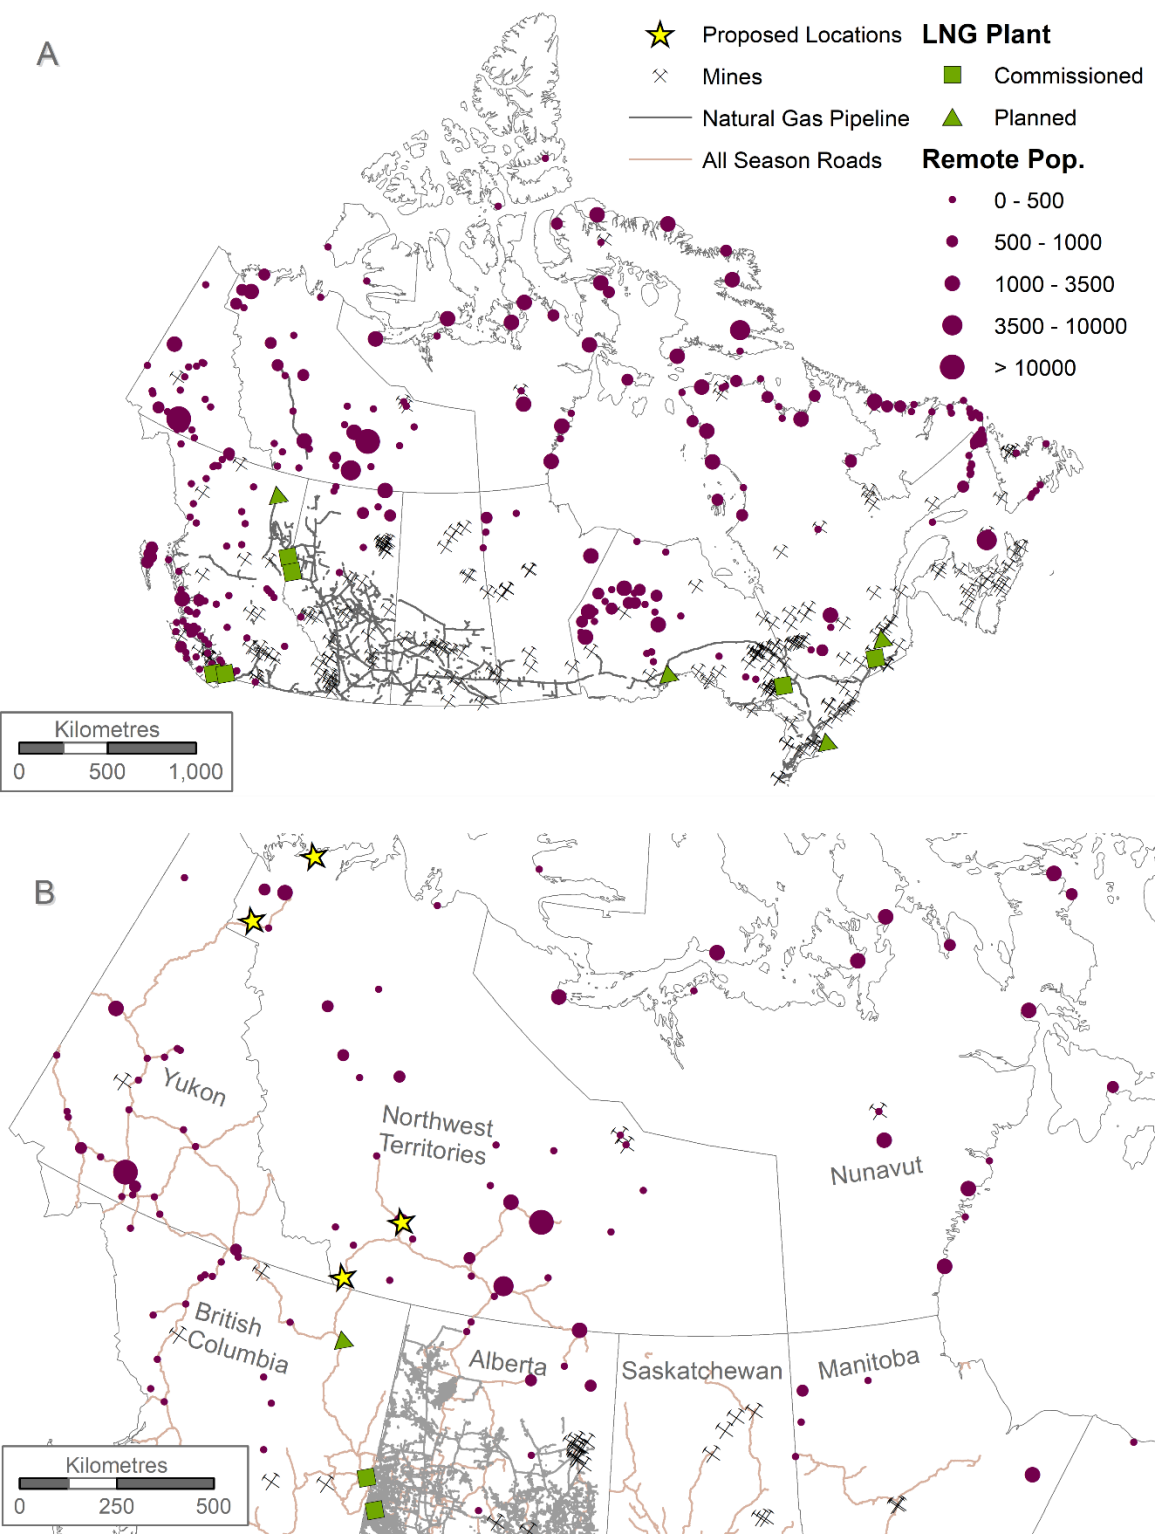 A
Proposed Locations
Mines
Natural Gas Pipeline
All Season Roads
LNG Plant
Commissioned
Planned
Remote Pop.
0 - 500
500 - 1000
1000 - 3500
3500 - 10000
> 10000
Kilometres
0 500 1,000
B
Yukon
Northwest
Territories
Nunavut
British
Columbia
Alberta
Saskatchewan
Manitoba
Kilometres
0 250 500